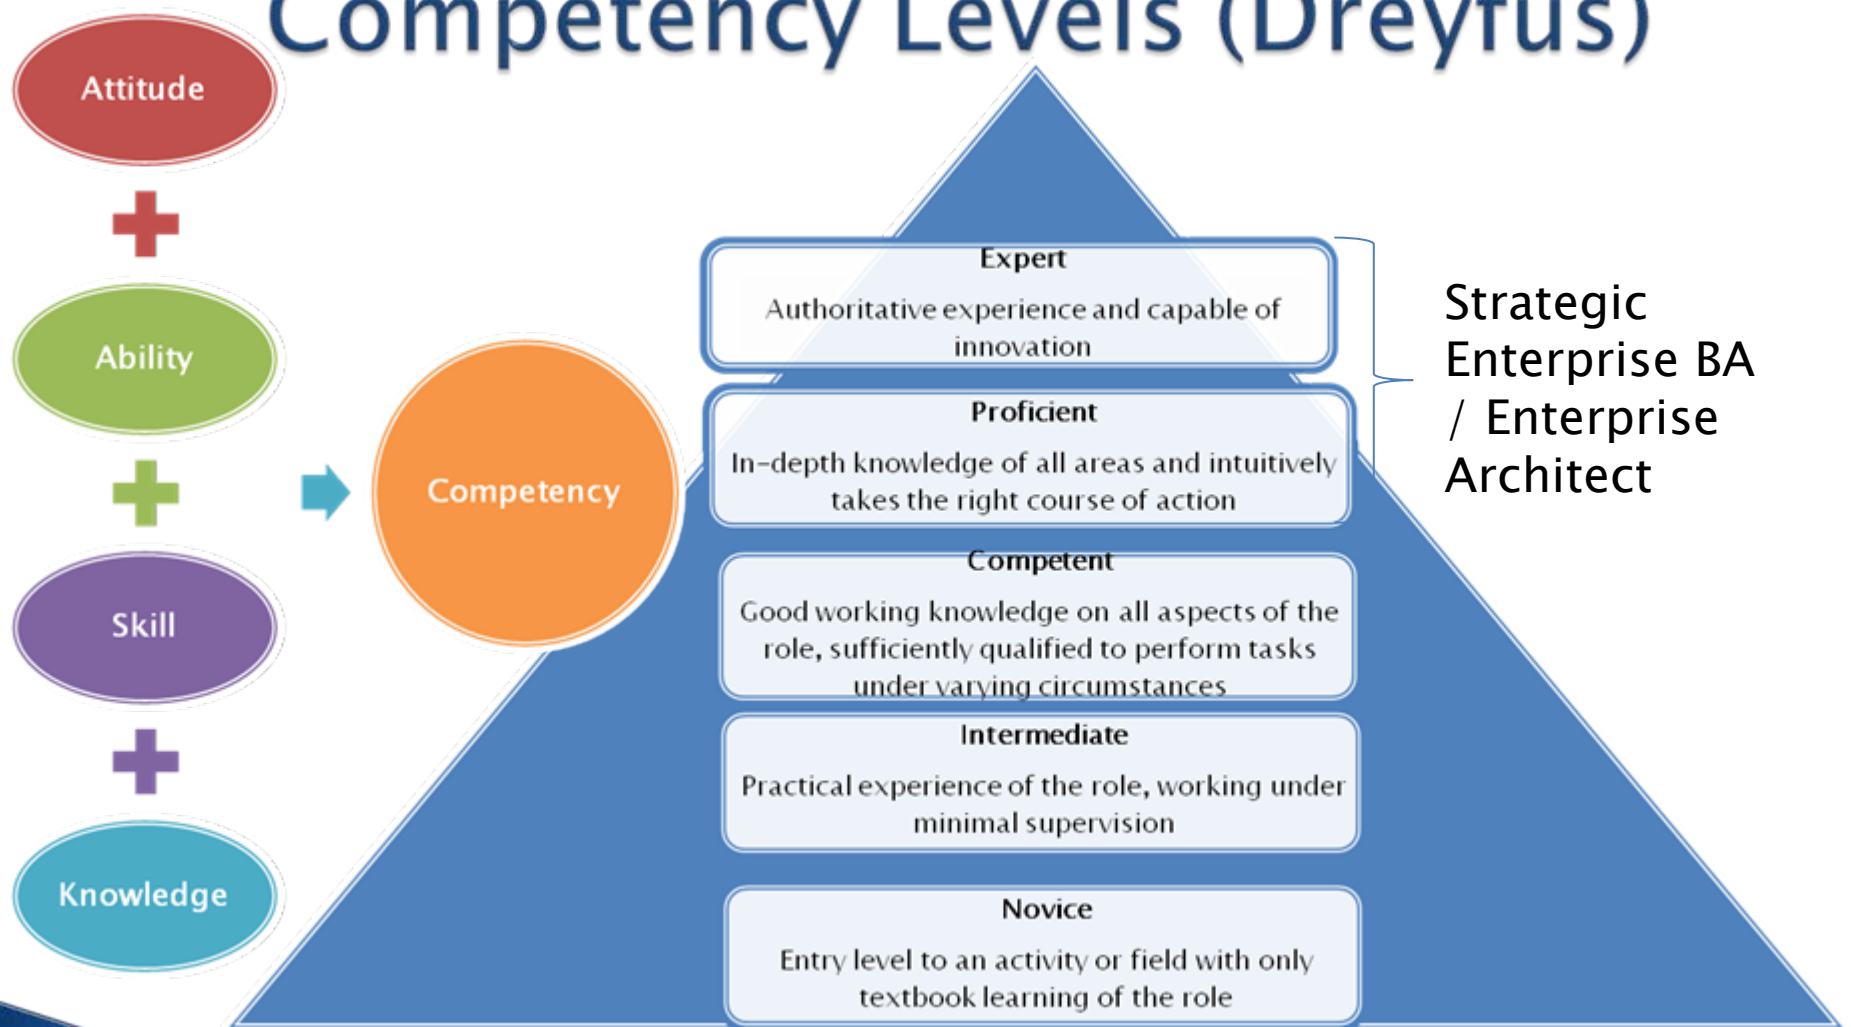 Competency Levels (Dreyfus)
Attitude
Ability
Skill
Knowledge
Competency
Expert
Authoritative experience and capable of
innovation
Proficient
In-depth knowledge of all areas and intuitively
takes the right course of action
Competent
Good working knowledge on all aspects of the
role, sufficiently qualified to perform tasks
under varying circumstances
Intermediate
Practical experience of the role, working under
minimal supervision
Novice
Entry level to an activity or field with only
textbook learning of the role
Strategic
Enterprise BA
/ Enterprise
Architect